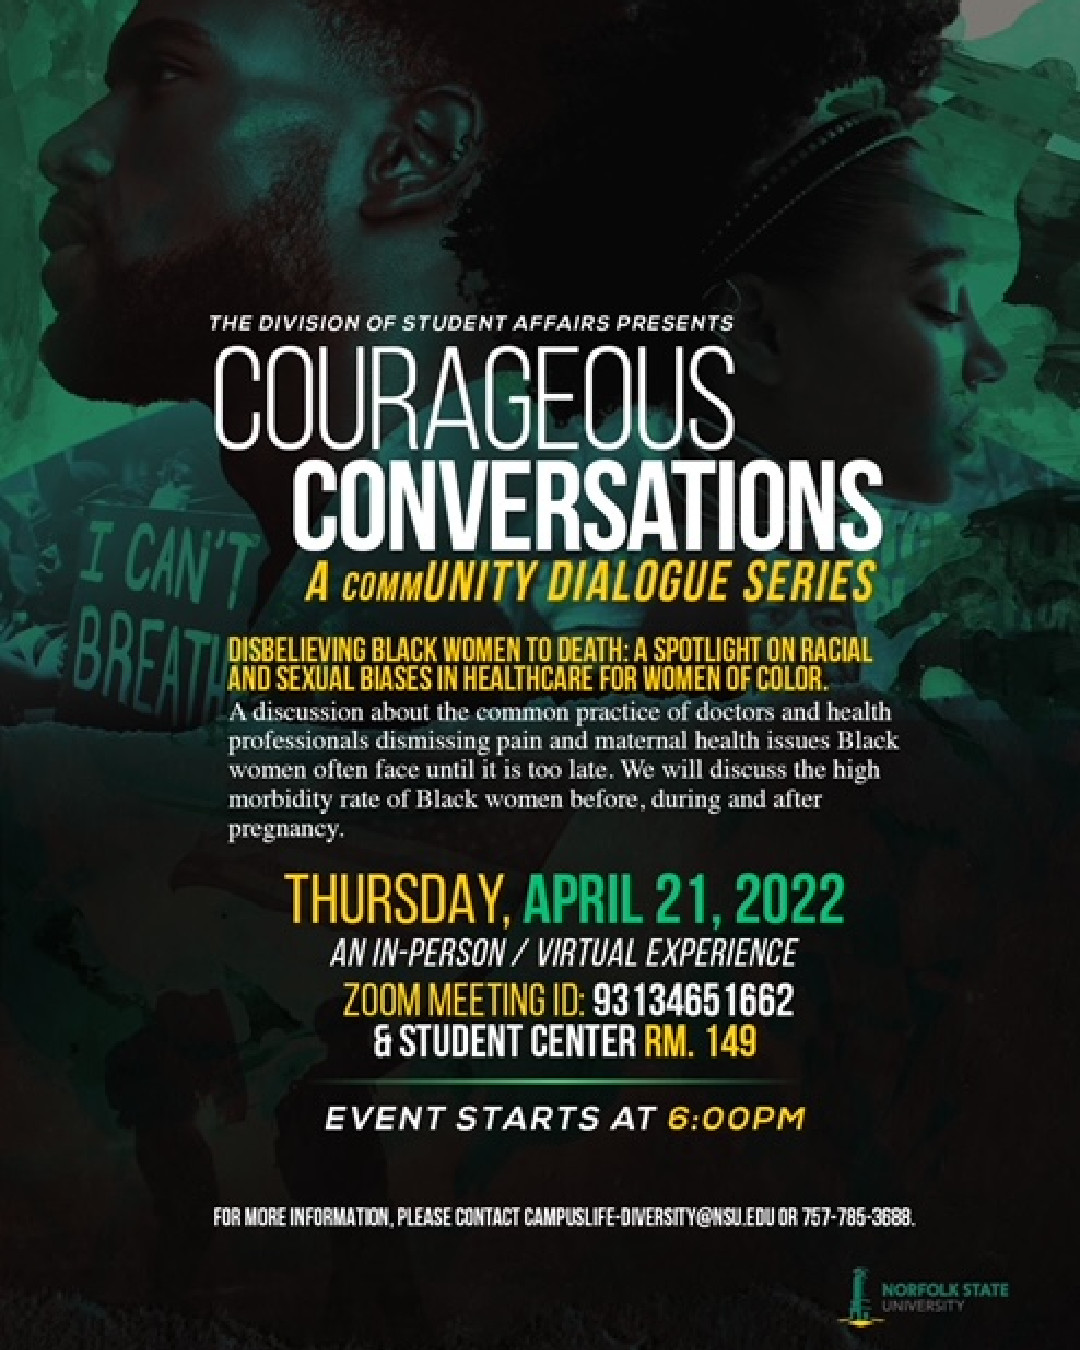 THE DIVISION OF STUDENT AFFAIRS PRESENTS
COURAGEOUS
CONVERSATIONS
A commUNITY DIALOGUE SERIES
I CAN'T
BREATH
DISBELIEVING BLACK WOMEN TO DEATH: A SPOTLIGHT ON RACIAL
AND SEXUAL BIASES IN HEALTHCARE FOR WOMEN OF COLOR.
A discussion about the common practice of doctors and health
professionals dismissing pain and maternal health issues Black
women often face until it is too late. We will discuss the high
morbidity rate of Black women before, during and after
pregnancy.
THURSDAY, APRIL 21, 2022
AN IN-PERSON / VIRTUAL EXPERIENCE
ZOOM MEETING ID: 93134651662
& STUDENT CENTER RM. 149
EVENT STARTS AT 6:00PM
FOR MORE INFORMATION, PLEASE CONTACT CAMPUSLIFE-DIVERSITY@NSU.EDU OR 757-785-3688.
NORFOLK STATE
UNIVERSITY